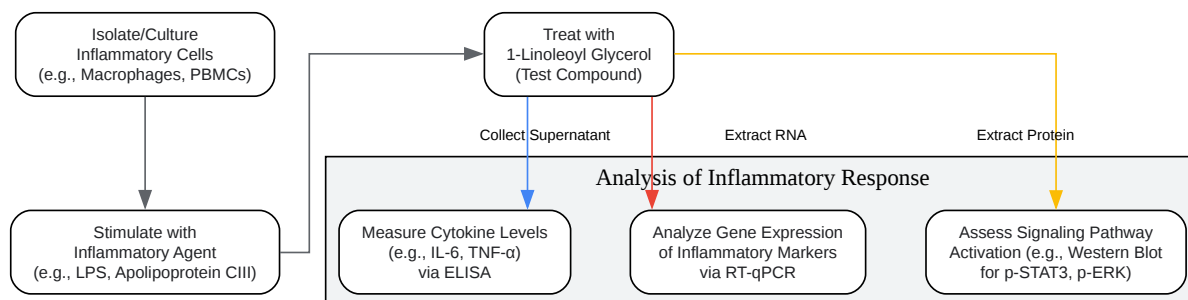 Isolate/Culture
Inflammatory Cells
(e.g., Macrophages, PBMCs)
Treat with
1-Linoleoyl Glycerol
(Test Compound)
Collect Supernatant
Extract RNA
Extract Protein
Analysis of Inflammatory Response
Stimulate with
Inflammatory Agent
(e.g., LPS, Apolipoprotein CIII)
Measure Cytokine Levels
(e.g., IL-6, TNF-α)
via ELISA
Analyze Gene Expression
of Inflammatory Markers
via RT-qPCR
Assess Signaling Pathway
Activation (e.g., Western Blot
for p-STAT3, p-ERK)